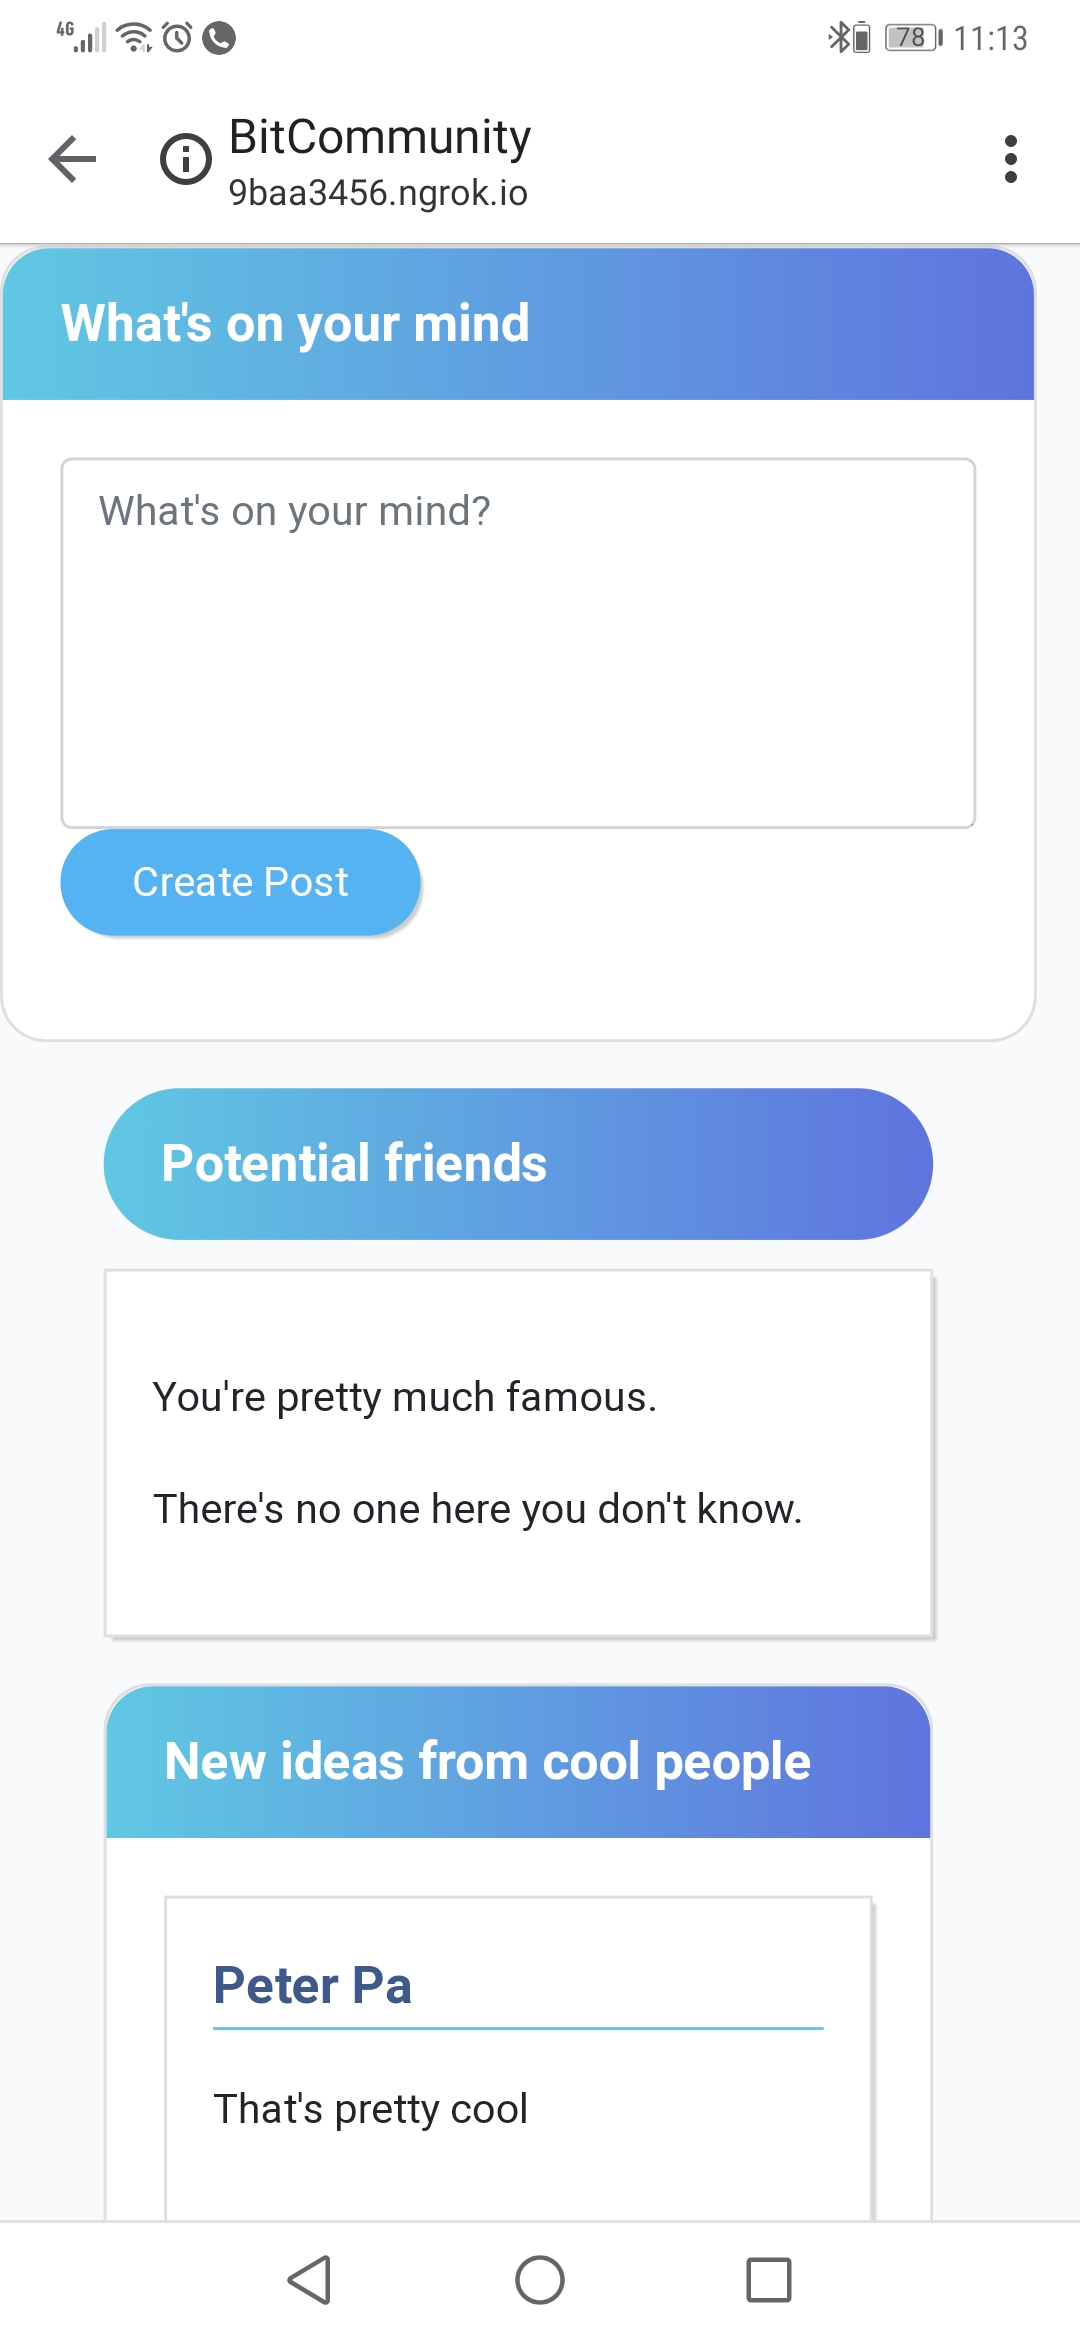 4G 78 11:13
BitCommunity
9baa3456.ngrok.io
What's on your mind
What's on your mind?
Create Post
Potential friends
You're pretty much famous.
There's no one here you don't know.
New ideas from cool people
Peter Pa
That's pretty cool